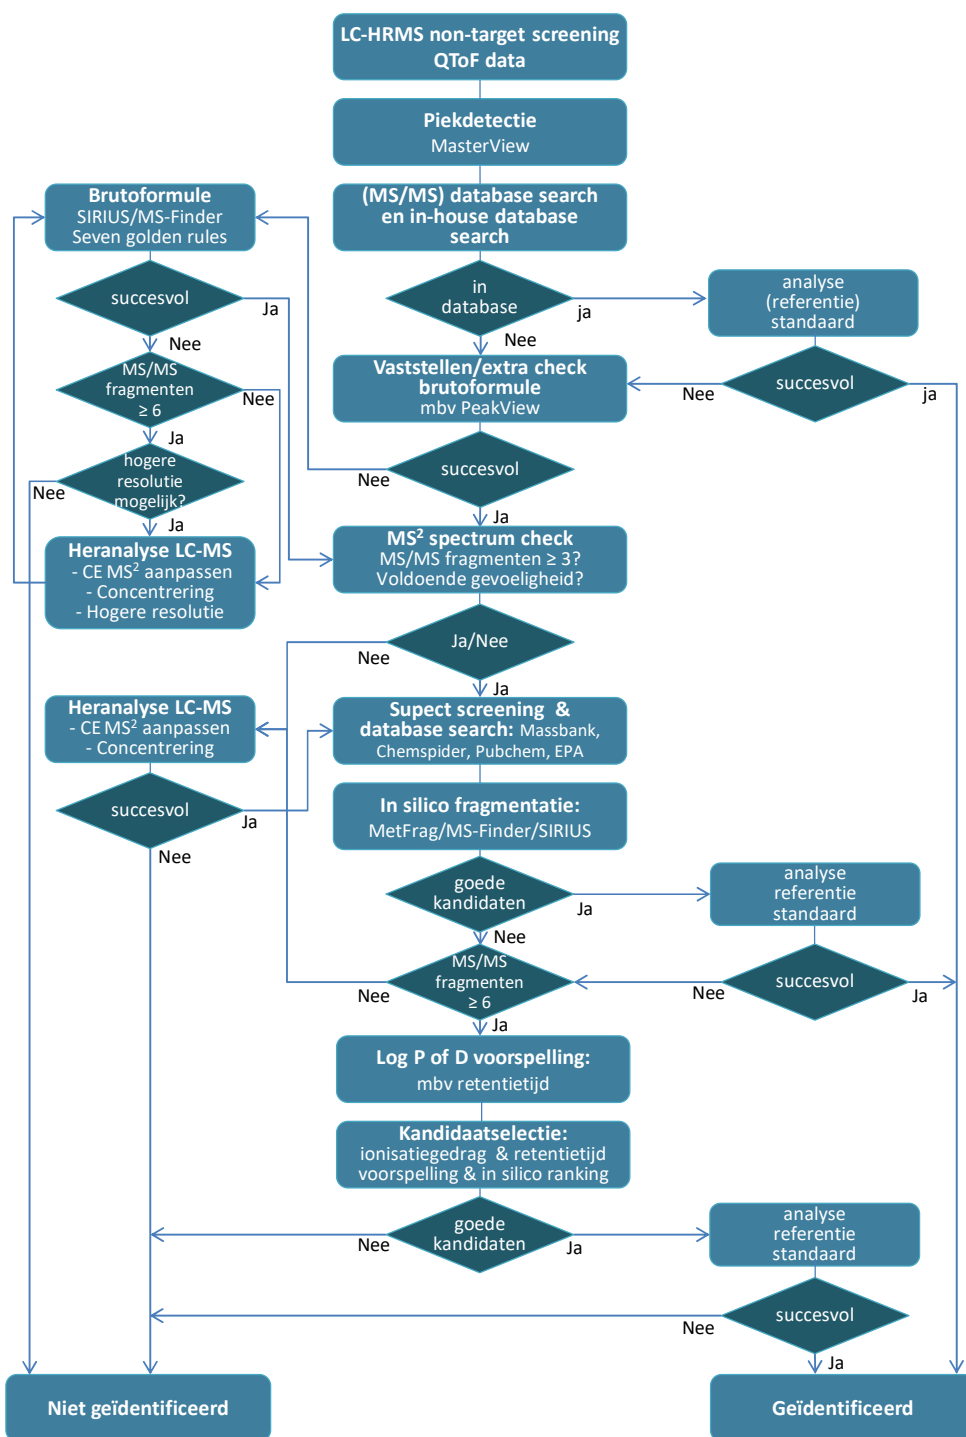 LC-HRMS non-target screening
QToF data
Piekdetectie
MasterView
(MS/MS) database search
en in-house database
search
in
database
ja
Nee
analyse
(referentie)
standaard
succesvol
Nee
ja
Vaststellen/extra check
brutoformule
mbv PeakView
succesvol
Nee
Ja
Brutoformule
SIRIUS/MS-Finder
Seven golden rules
succesvol
Ja
Nee
MS/MS
fragmenten
≥ 6
Nee
Ja
hogere
resolutie
mogelijk?
Nee
Ja
Heranalyse LC-MS
- CE MS² aanpassen
- Concentrering
- Hogere resolutie
MS² spectrum check
MS/MS fragmenten ≥ 3?
Voldoende gevoeligheid?
Ja/Nee
Nee
Ja
Heranalyse LC-MS
- CE MS² aanpassen
- Concentrering
succesvol
Ja
Nee
Supect screening &
database search: Massbank,
Chemspider, Pubchem, EPA
In silico fragmentatie:
MetFrag/MS-Finder/SIRIUS
goede
kandidaten
Ja
Nee
analyse
referentie
standaard
succesvol
Nee
Ja
MS/MS
fragmenten
≥ 6
Nee
Ja
Log P of D voorspelling:
mbv retentietijd
Kandidaatselectie:
ionisatiegedrag & retentietijd
voorspelling & in silico ranking
goede
kandidaten
Nee
Ja
analyse
referentie
standaard
succesvol
Nee
Ja
Niet geïdentificeerd
Geïdentificeerd